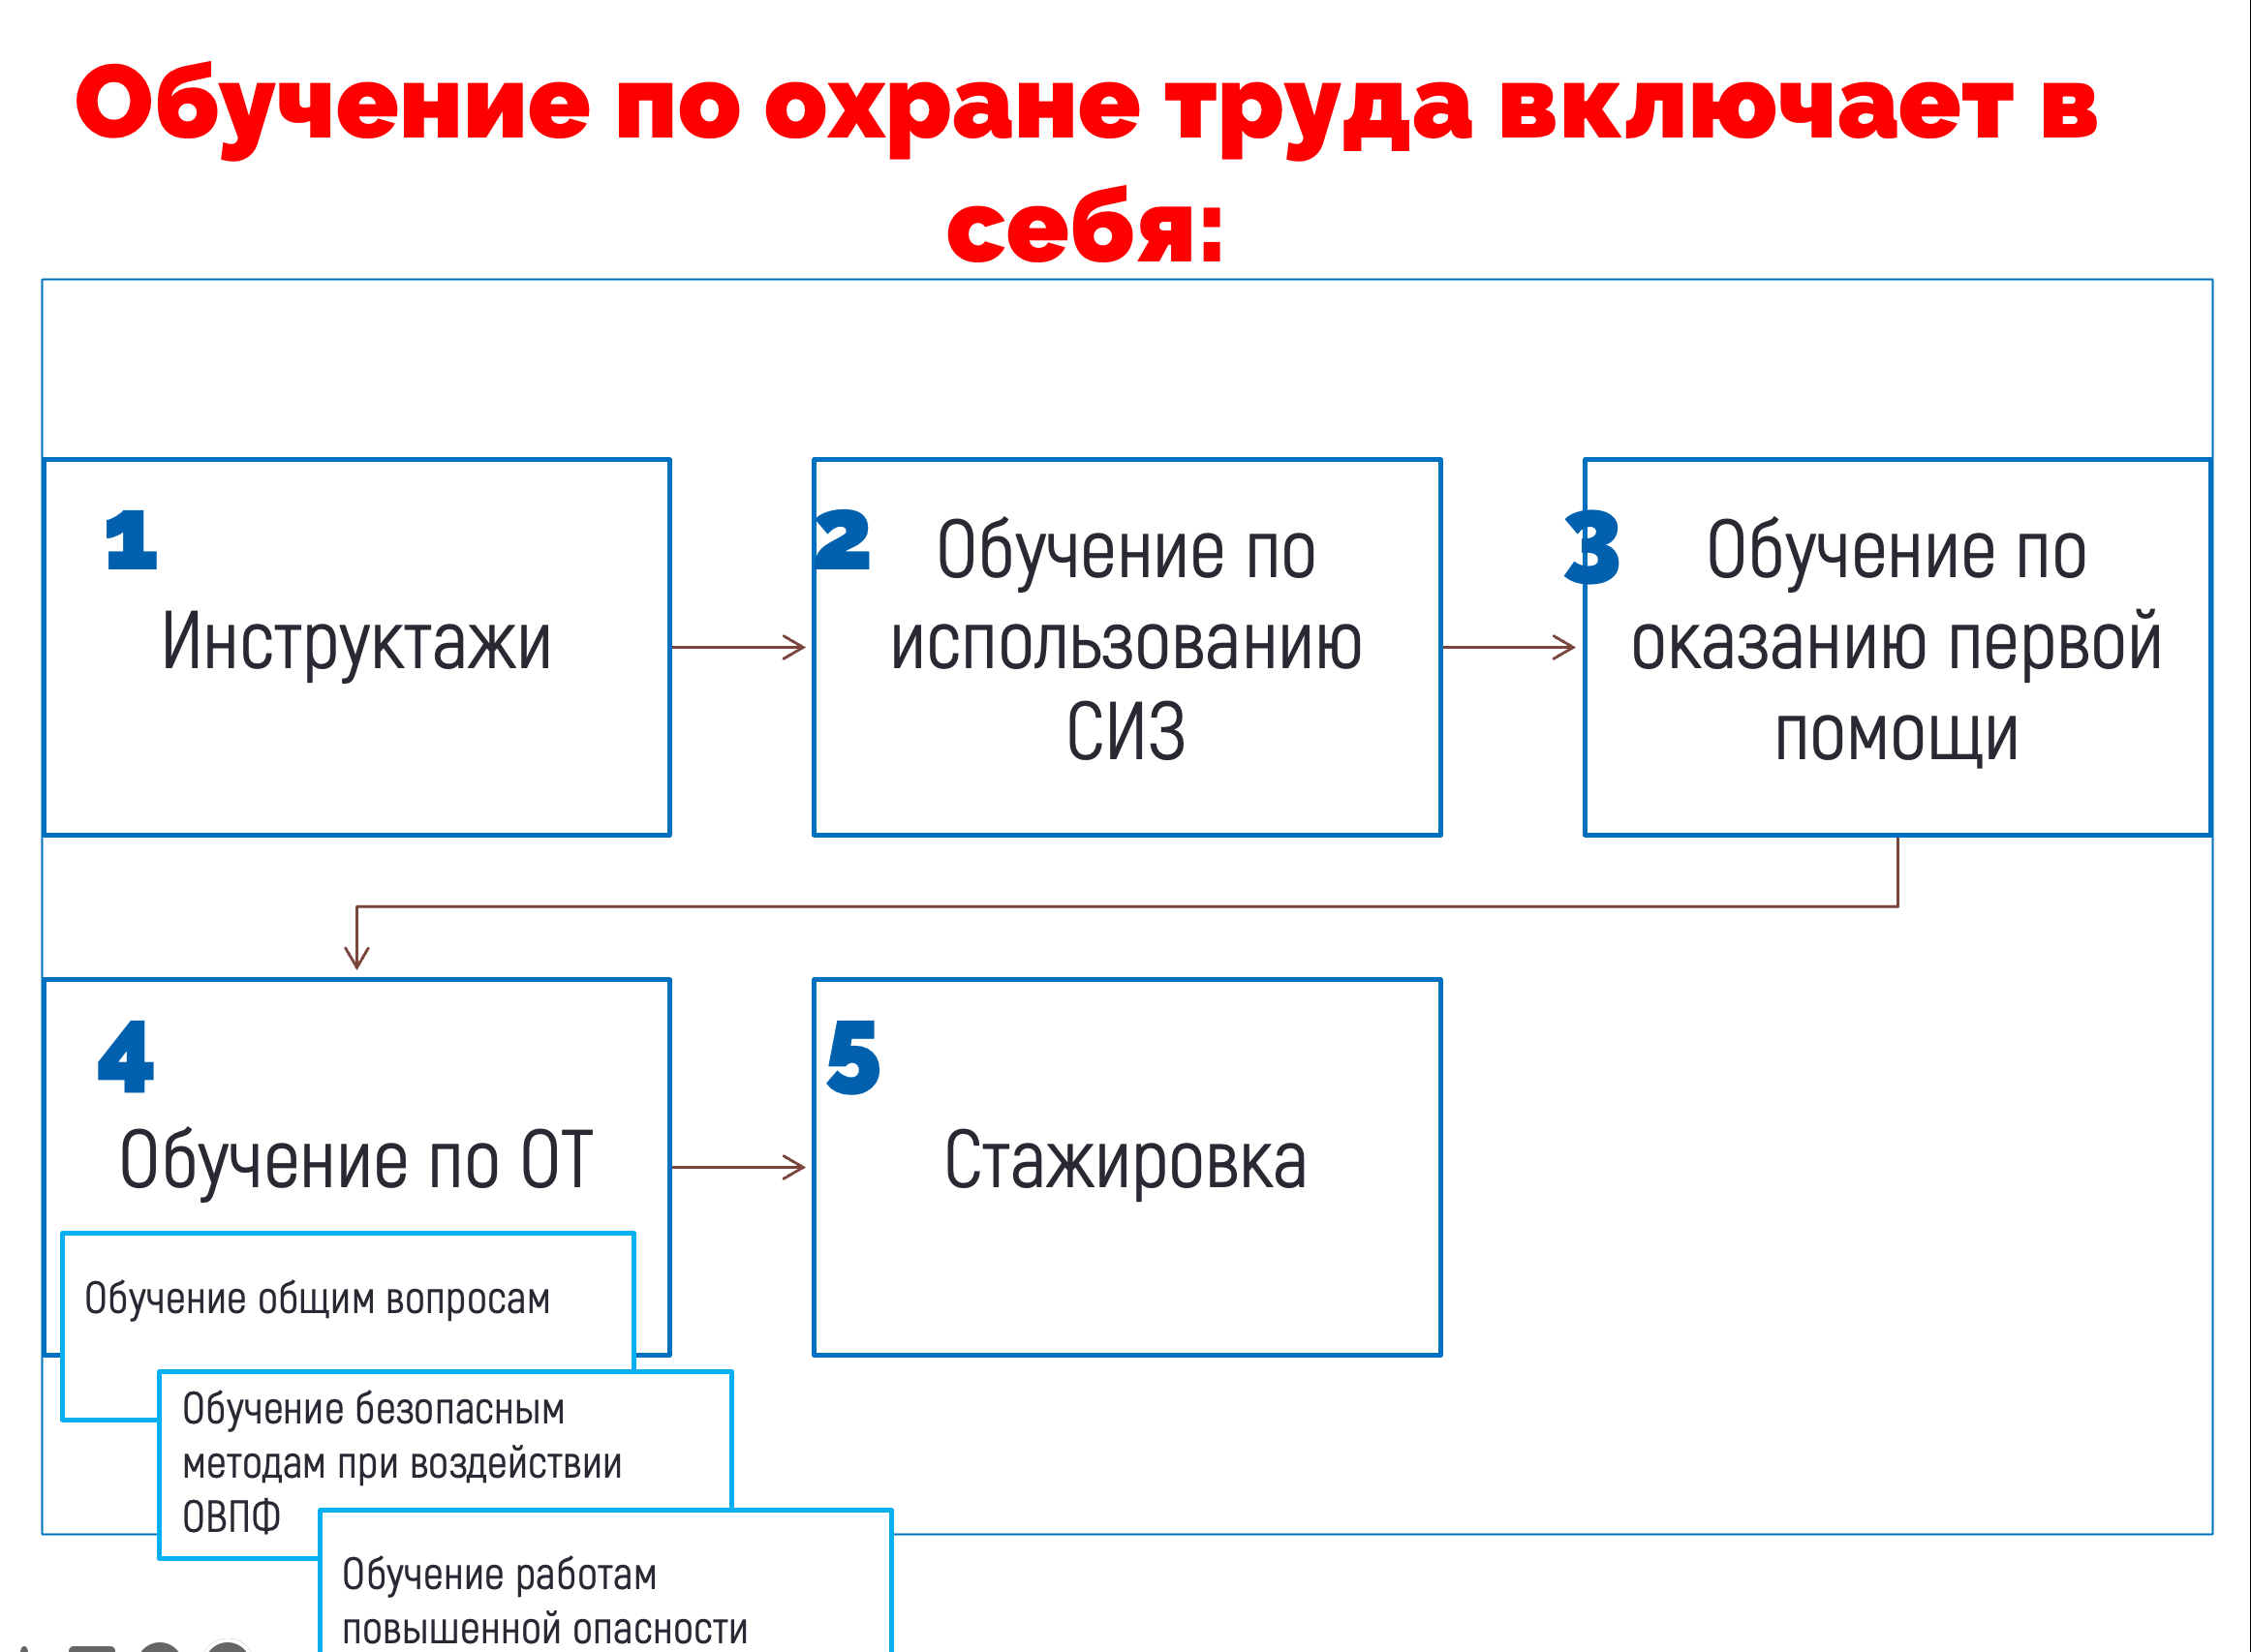 Обучение по охране труда включает в
себя:
1
Инструктажи
2
Обучение по
использованию
СИЗ
3
Обучение по
оказанию первой
помощи
4
Обучение по ОТ
Обучение общим вопросам
Обучение безопасным
методам при воздействии
ОВПФ
Обучение работам
повышенной опасности
5
Стажировка